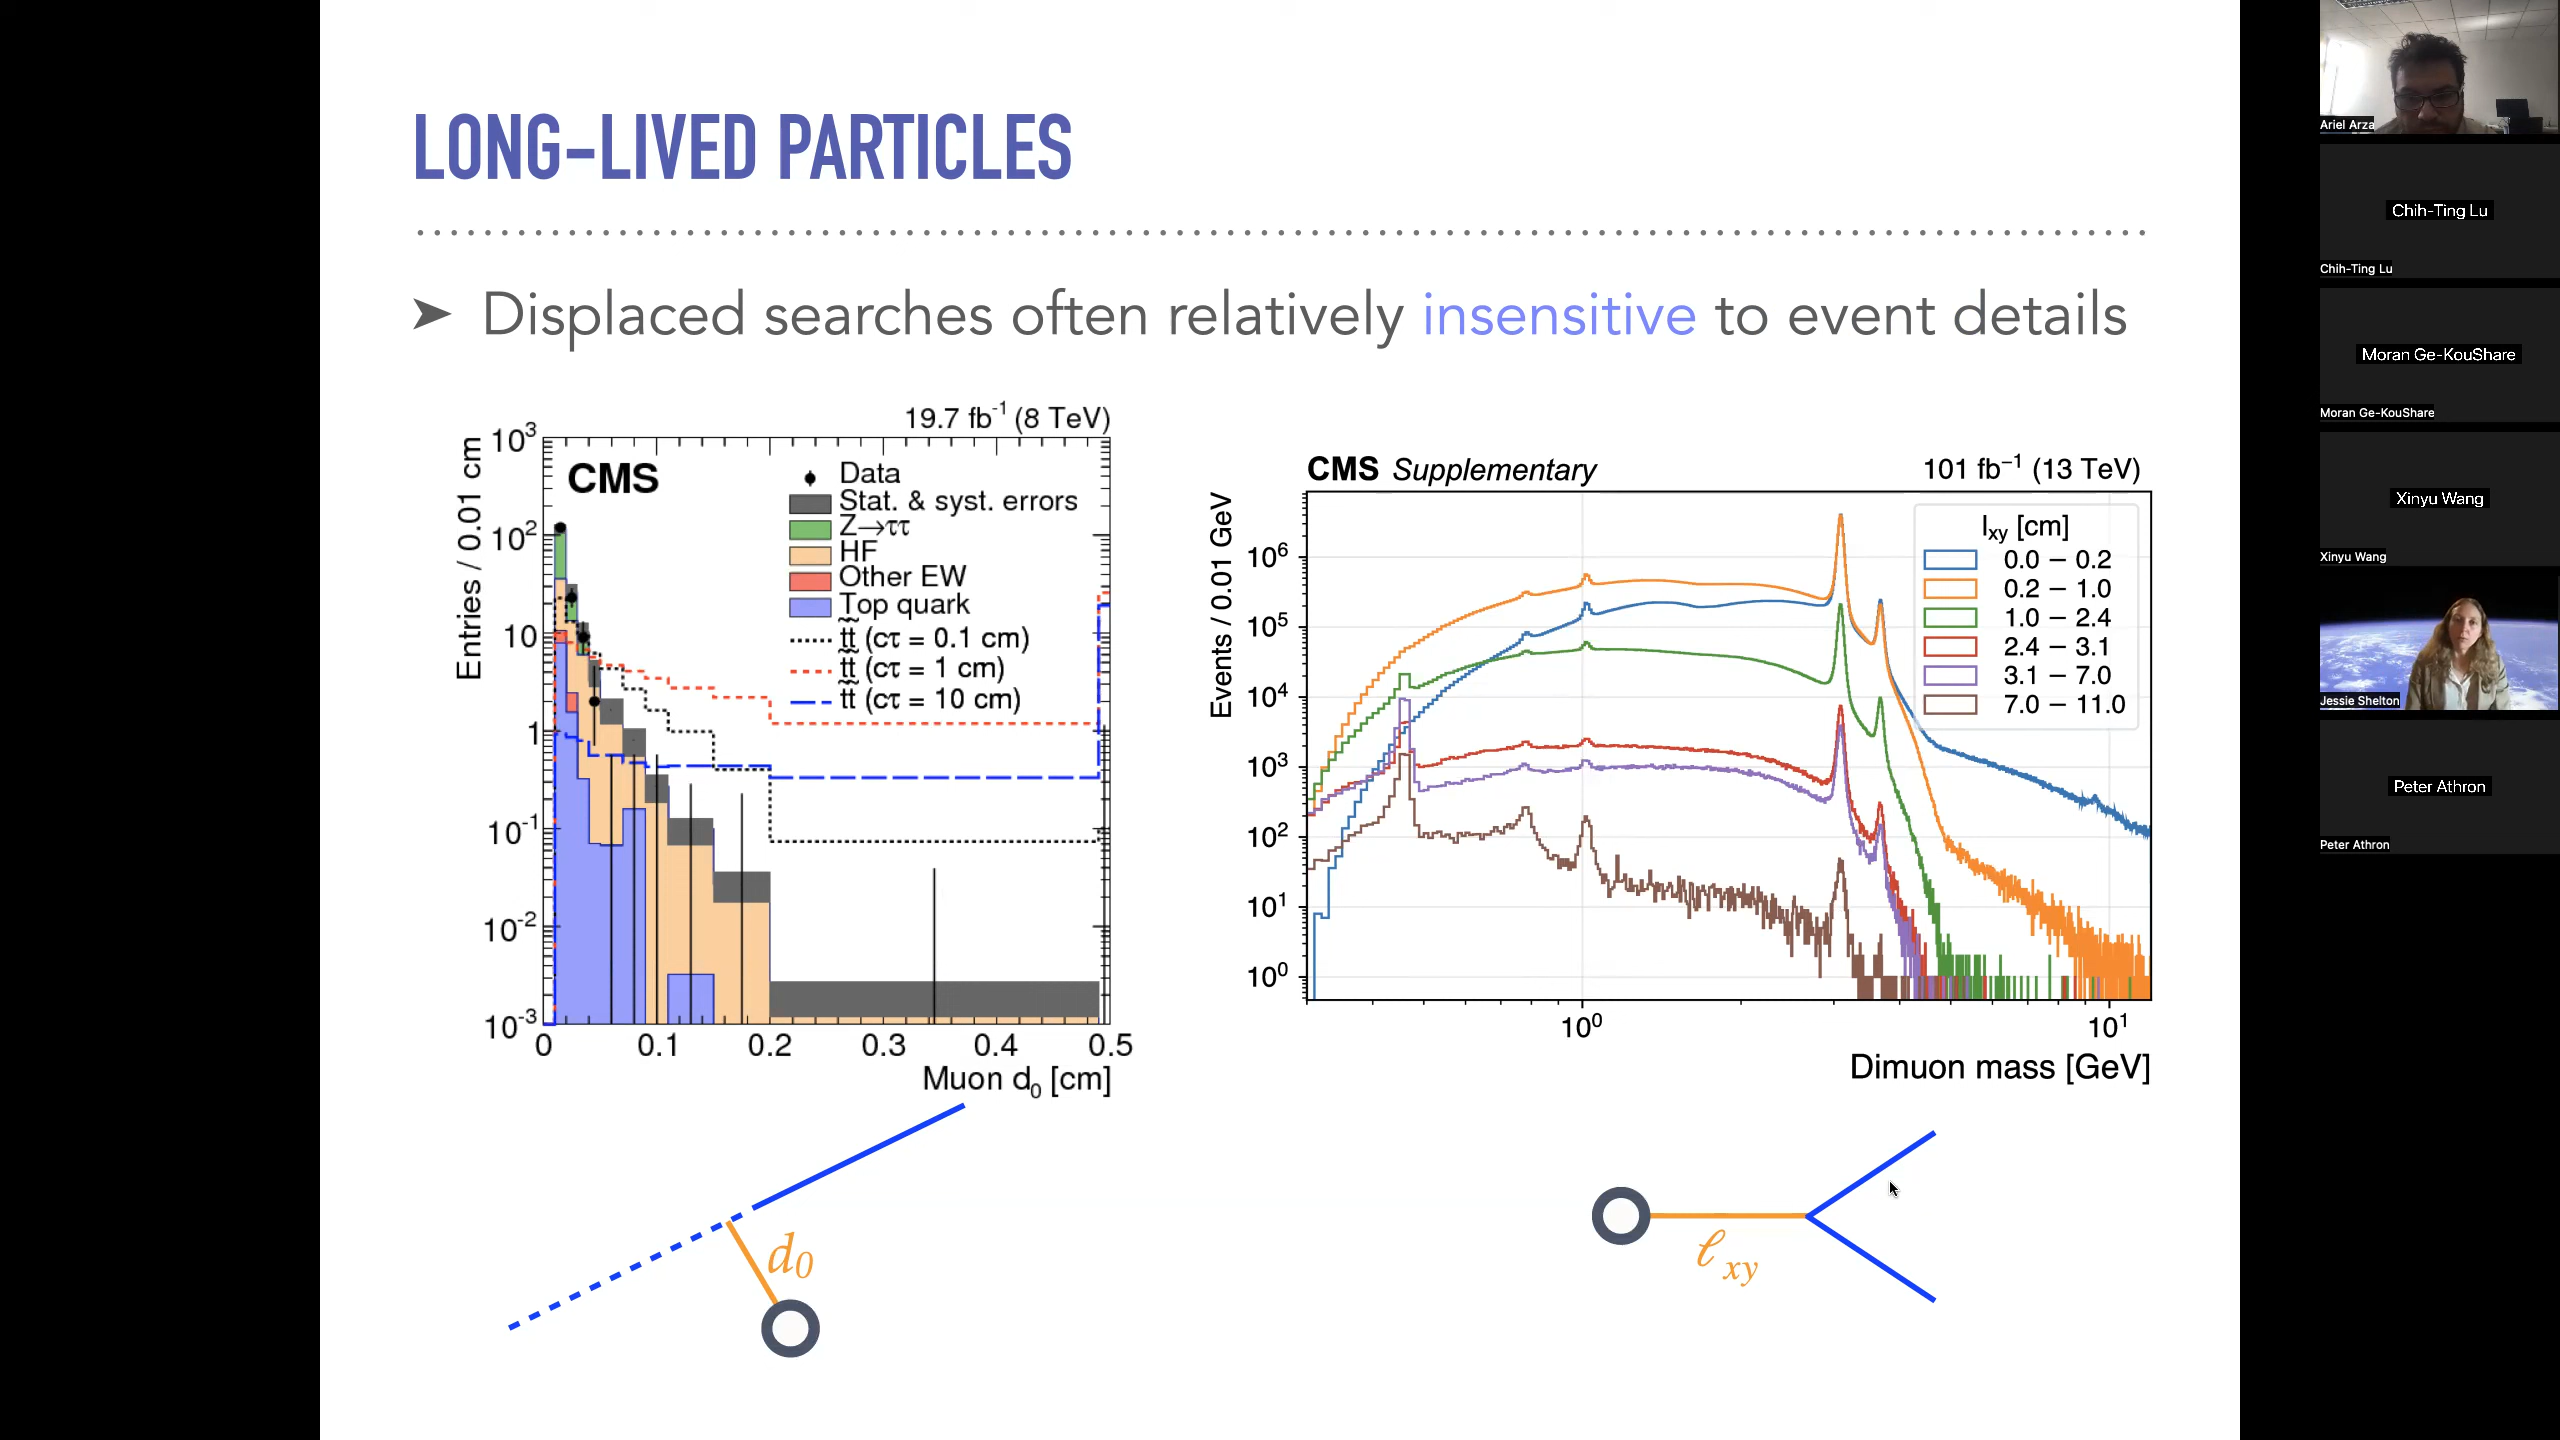 LONG-LIVED PARTICLES
➤ Displaced searches often relatively insensitive to event details
19.7 fb⁻¹ (8 TeV)
CMS
Data
Stat. & syst. errors
Z→ττ
HF
Other EW
Top quark
t̃t̃ (cτ = 0.1 cm)
t̃t̃ (cτ = 1 cm)
t̃t̃ (cτ = 10 cm)
Entries / 0.01 cm
10³
10²
10
1
10⁻¹
10⁻²
10⁻³
0 0.1 0.2 0.3 0.4 0.5
Muon d₀ [cm]
d₀
CMS Supplementary 101 fb⁻¹ (13 TeV)
lxy [cm]
0.0 – 0.2
0.2 – 1.0
1.0 – 2.4
2.4 – 3.1
3.1 – 7.0
7.0 – 11.0
Events / 0.01 GeV
10⁶
10⁵
10⁴
10³
10²
10¹
10⁰
10⁰ 10¹
Dimuon mass [GeV]
ℓxy
Ariel Arza
Chih-Ting Lu
Chih-Ting Lu
Moran Ge-KouShare
Moran Ge-KouShare
Xinyu Wang
Xinyu Wang
Jessie Shelton
Peter Athron
Peter Athron